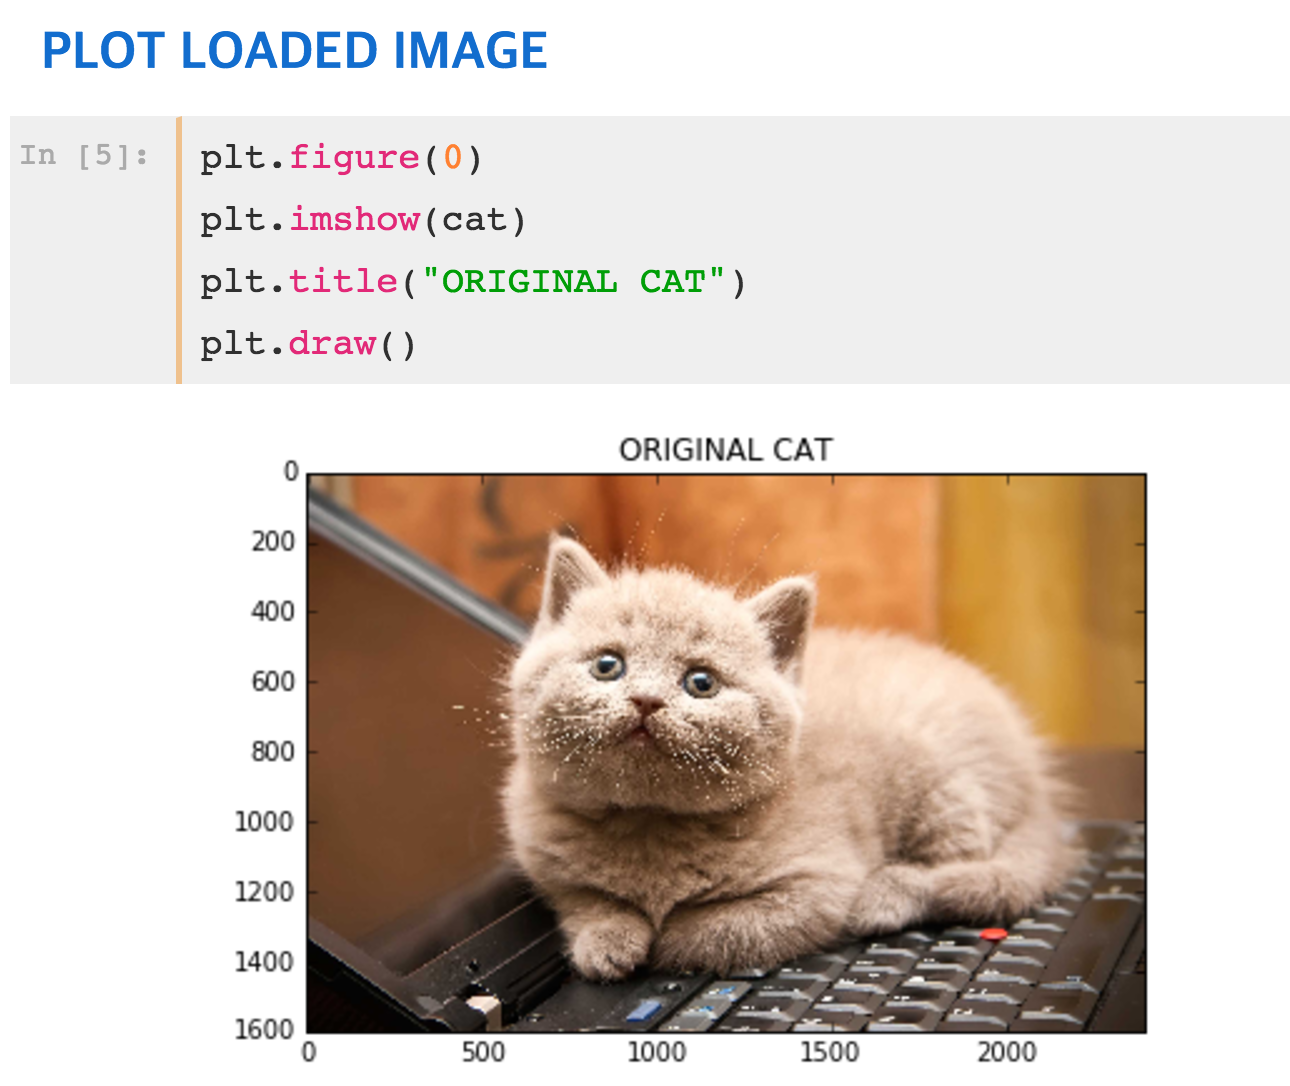 PLOT LOADED IMAGE
In [5]:
plt.figure(0)
plt.imshow(cat)
plt.title("ORIGINAL CAT")
plt.draw()
ORIGINAL CAT
0
200
400
600
800
1000
1200
1400
1600
0 500 1000 1500 2000